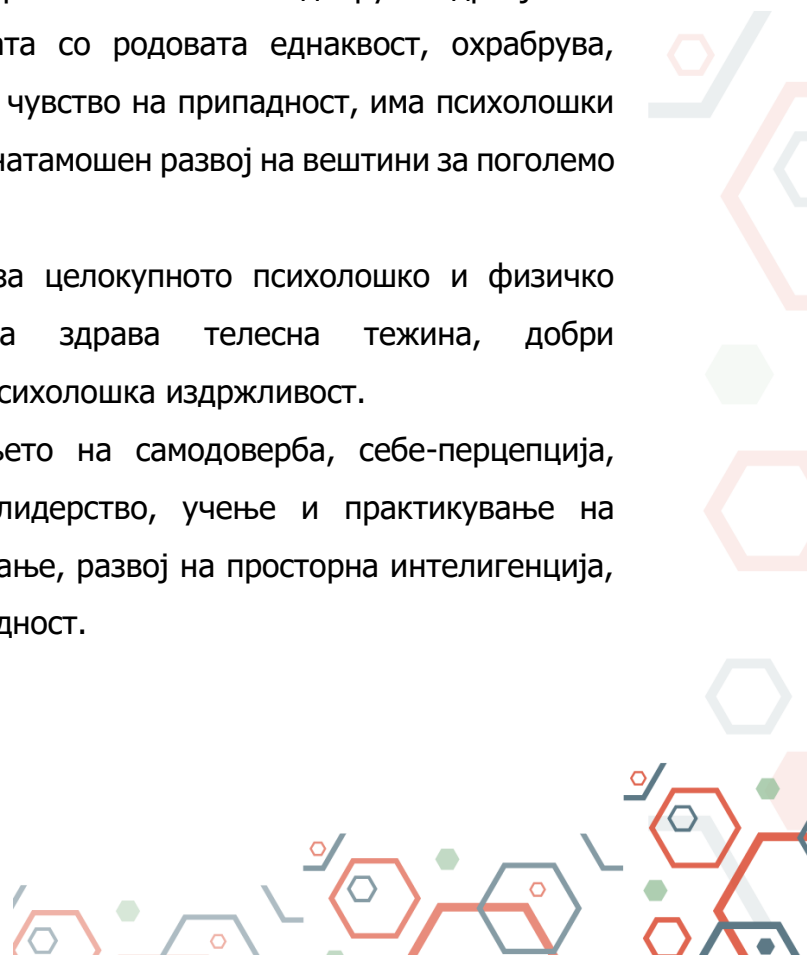 ата со родовата еднаквост, охрабрува,
чувство на припадност, има психолошки
натамошен развој на вештини за поголемо
за целокупното психолошко и физичко
а здрава телесна тежина, добри
сихолошка издржливост.
ето на самодоверба, себе-перцепција,
лидерство, учење и практикување на
ање, развој на просторна интелигенција,
дност.